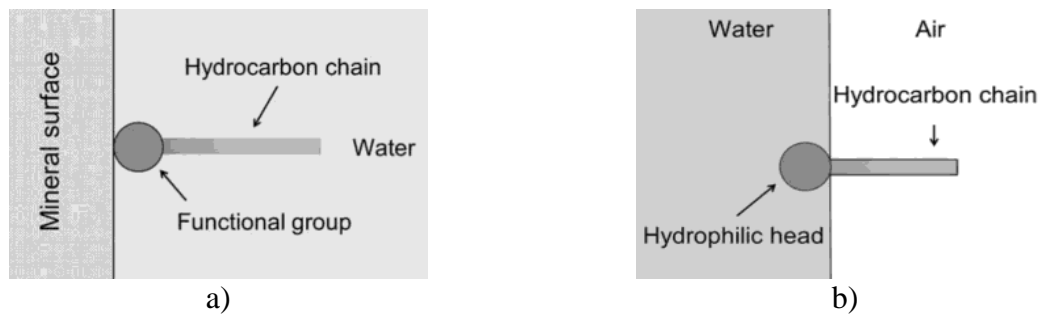 Mineral surface
Hydrocarbon chain
Water
Functional group
a)
Water
Air
Hydrocarbon chain
Hydrophilic head
b)